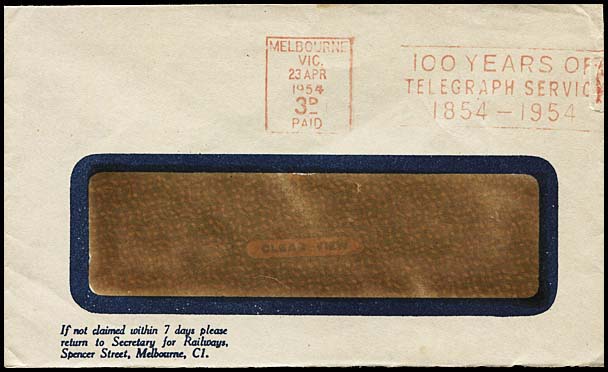 MELBOURNE
VIC.
23 APR
1954
3D
PAID
100 YEARS OF
TELEGRAPH SERVIC
1854 – 1954
CLEAR VIEW
If not claimed within 7 days please
return to Secretary for Railways,
Spencer Street, Melbourne, C1.